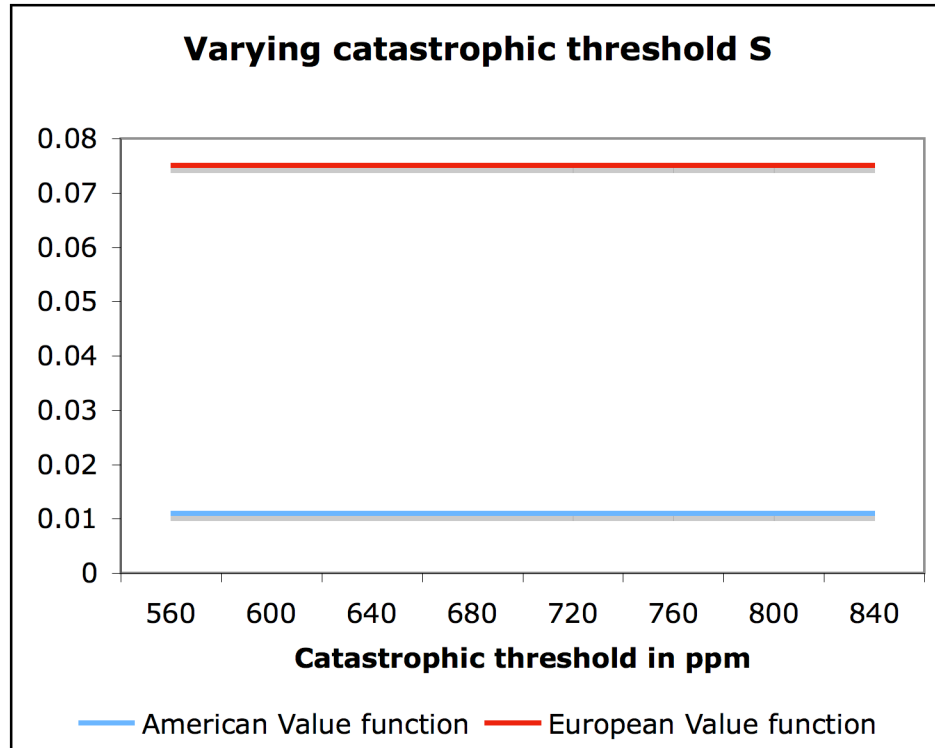 Varying catastrophic threshold S
0.08
0.07
0.06
0.05
0.04
0.03
0.02
0.01
0
560 600 640 680 720 760 800 840
Catastrophic threshold in ppm
American Value function European Value function